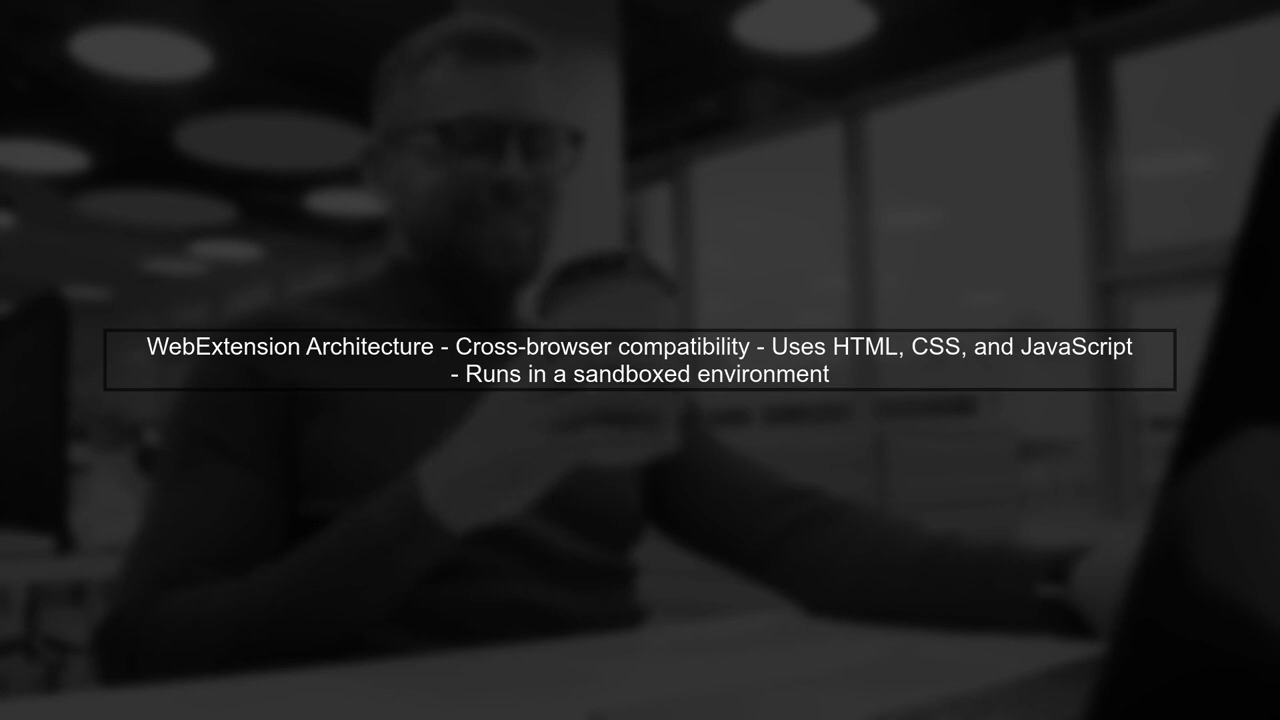 WebExtension Architecture - Cross-browser compatibility - Uses HTML, CSS, and JavaScript
- Runs in a sandboxed environment